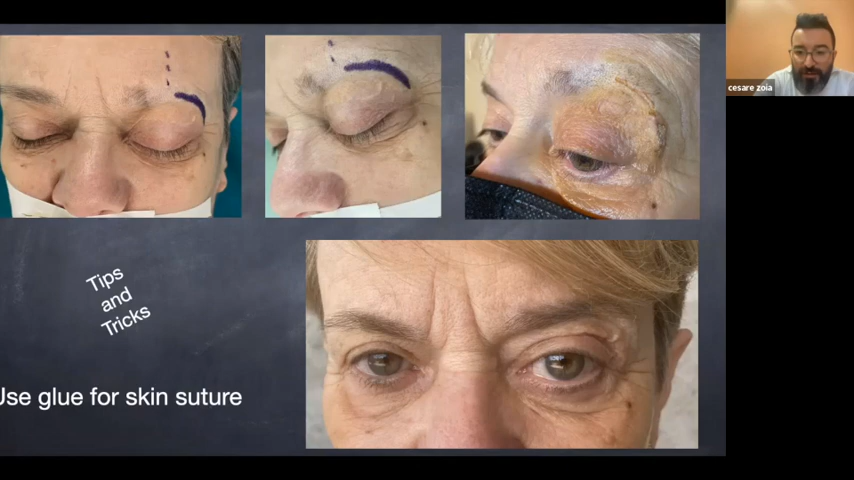 cesare zoia
Tips
and
Tricks
Use glue for skin suture